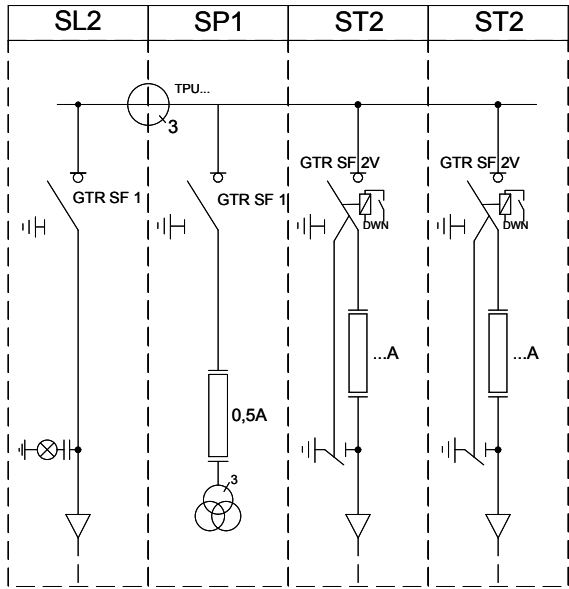 SL2 SP1 ST2 ST2
TPU...
3
GTR SF 2V GTR SF 2V
GTR SF 1 GTR SF 1
DWN DWN
...A ...A
0,5A
3